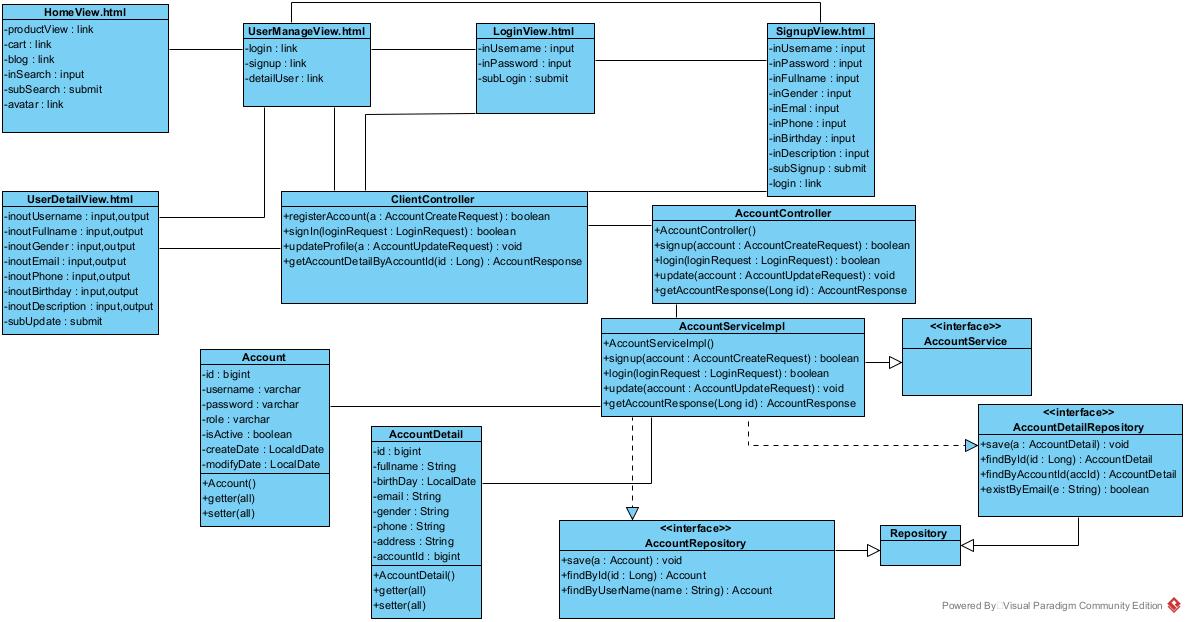 HomeView.html
-productView : link
-cart : link
-blog : link
-inSearch : input
-subSearch : submit
-avatar : link
UserManageView.html
-login : link
-signup : link
-detailUser : link
LoginView.html
-inUsername : input
-inPassword : input
-subLogin : submit
SignupView.html
-inUsername : input
-inPassword : input
-inFullname : input
-inGender : input
-inEmal : input
-inPhone : input
-inBirthday : input
-inDescription : input
-subSignup : submit
-login : link
UserDetailView.html
-inoutUsername : input,output
-inoutFullname : input,output
-inoutGender : input,output
-inoutEmail : input,output
-inoutPhone : input,output
-inoutBirthday : input,output
-inoutDescription : input,output
-subUpdate : submit
ClientController
+registerAccount(a : AccountCreateRequest) : boolean
+signIn(loginRequest : LoginRequest) : boolean
+updateProfile(a : AccountUpdateRequest) : void
+getAccountDetailByAccountId(id : Long) : AccountResponse
AccountController
+AccountController()
+signup(account : AccountCreateRequest) : boolean
+login(loginRequest : LoginRequest) : boolean
+update(account : AccountUpdateRequest) : void
+getAccountResponse(Long id) : AccountResponse
AccountServiceImpl
+AccountServiceImpl()
+signup(account : AccountCreateRequest) : boolean
+login(loginRequest : LoginRequest) : boolean
+update(account : AccountUpdateRequest) : void
+getAccountResponse(Long id) : AccountResponse
<<interface>>
AccountService
Account
-id : bigint
-username : varchar
-password : varchar
-role : varchar
-isActive : boolean
-createDate : LocaldDate
-modifyDate : LocalDate
+Account()
+getter(all)
+setter(all)
AccountDetail
-id : bigint
-fullname : String
-birthDay : LocalDate
-email : String
-gender : String
-phone : String
-address : String
-accountId : bigint
+AccountDetail()
+getter(all)
+setter(all)
<<interface>>
AccountDetailRepository
+save(a : AccountDetail) : void
+findById(id : Long) : AccountDetail
+findByAccountId(accId) : AccountDetail
+existByEmail(e : String) : boolean
<<interface>>
AccountRepository
+save(a : Account) : void
+findById(id : Long) : Account
+findByUserName(name : String) : Account
Repository
Powered By Visual Paradigm Community Edition